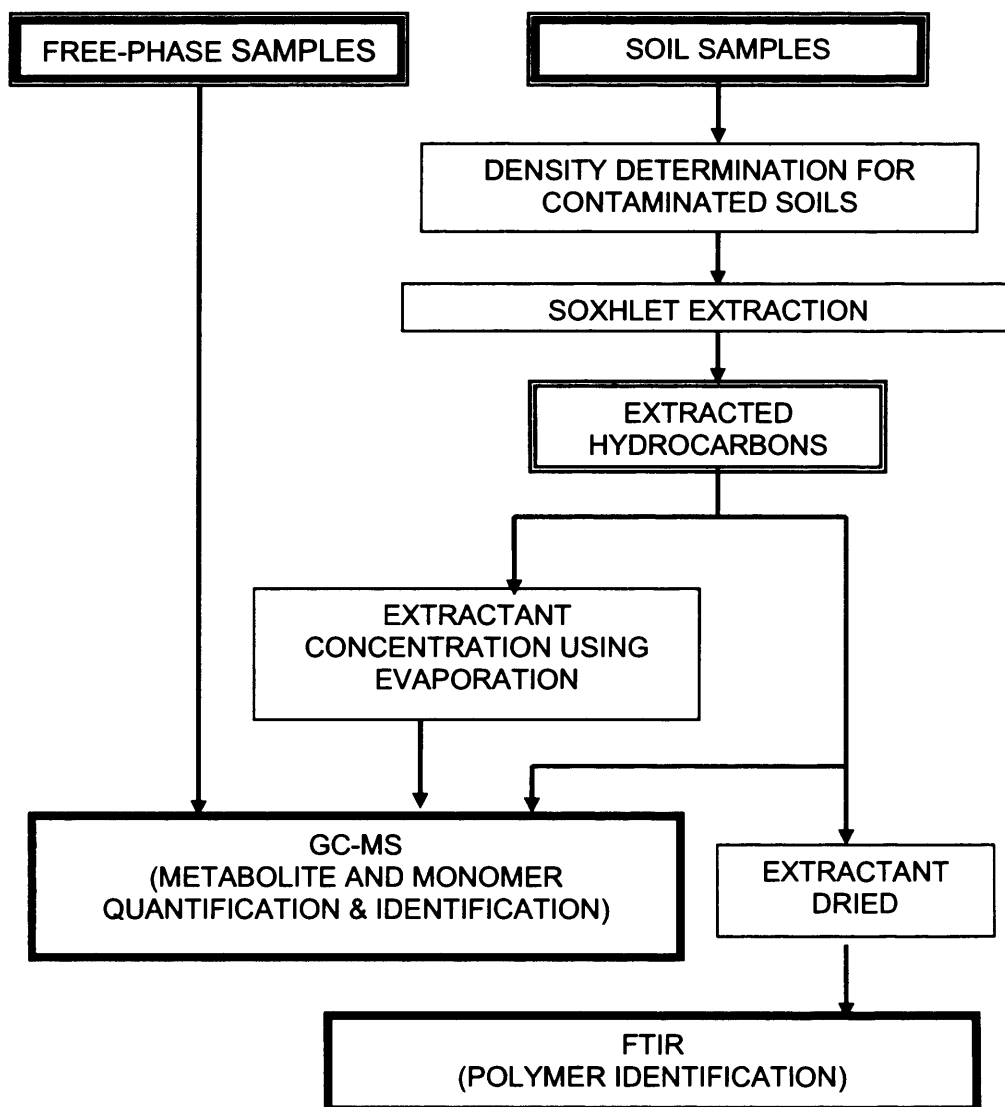 FREE-PHASE SAMPLES
SOIL SAMPLES
DENSITY DETERMINATION FOR
CONTAMINATED SOILS
SOXHLET EXTRACTION
EXTRACTED
HYDROCARBONS
EXTRACTANT
CONCENTRATION USING
EVAPORATION
GC-MS
(METABOLITE AND MONOMER
QUANTIFICATION & IDENTIFICATION)
EXTRACTANT
DRIED
FTIR
(POLYMER IDENTIFICATION)